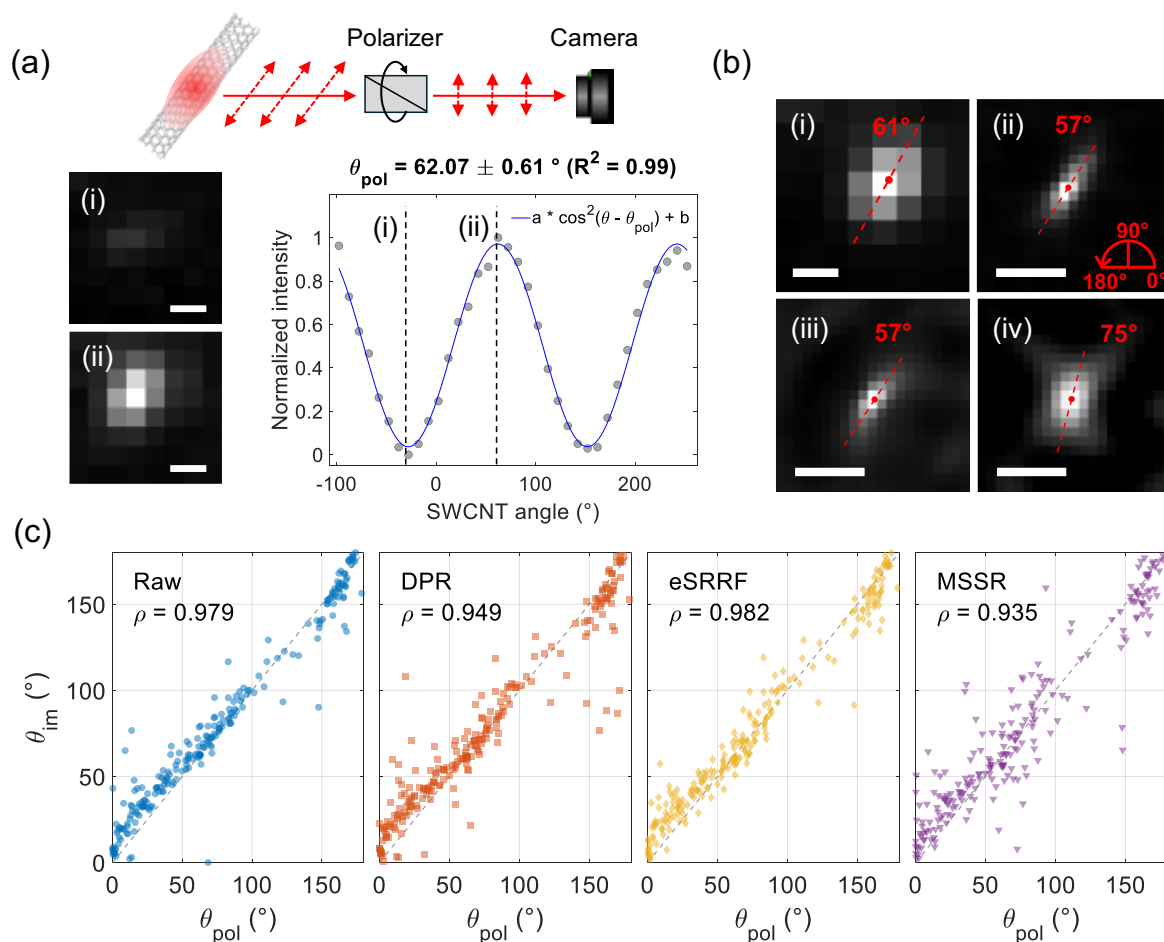 (a)
Polarizer
Camera
(b)
θpol = 62.07 ± 0.61 ° (R² = 0.99)
(i)
(ii)
Normalized intensity
1
0.8
0.6
0.4
0.2
0
(i)
(ii)
a * cos²(θ - θpol) + b
-100
0
100
200
SWCNT angle (°)
(i)
61°
(ii)
57°
90°
180°
0°
(iii)
57°
(iv)
75°
(c)
θim (°)
150
100
50
0
Raw
ρ = 0.979
0
50
100
150
θpol (°)
DPR
ρ = 0.949
0
50
100
150
θpol (°)
eSRRF
ρ = 0.982
0
50
100
150
θpol (°)
MSSR
ρ = 0.935
0
50
100
150
θpol (°)